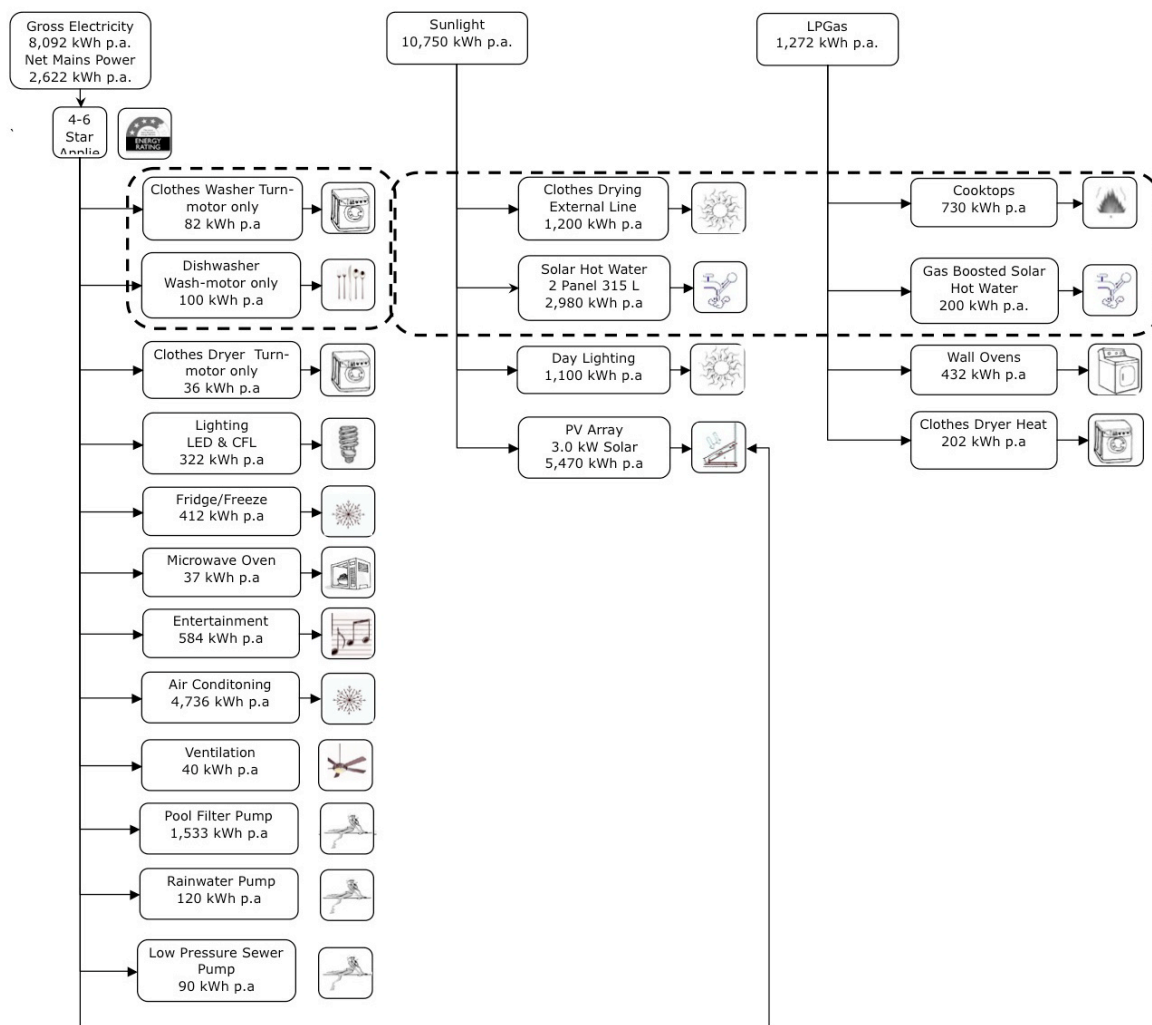 Gross Electricity
8,092 kWh p.a.
Net Mains Power
2,622 kWh p.a.
Sunlight
10,750 kWh p.a.
LPGas
1,272 kWh p.a.
4-6
Star
Applie
ENERGY
RATING
Clothes Washer Turn-
motor only
82 kWh p.a
Dishwasher
Wash-motor only
100 kWh p.a
Clothes Dryer Turn-
motor only
36 kWh p.a
Lighting
LED & CFL
322 kWh p.a
Fridge/Freeze
412 kWh p.a
Microwave Oven
37 kWh p.a
Entertainment
584 kWh p.a
Air Conditoning
4,736 kWh p.a
Ventilation
40 kWh p.a
Pool Filter Pump
1,533 kWh p.a
Rainwater Pump
120 kWh p.a
Low Pressure Sewer
Pump
90 kWh p.a
Clothes Drying
External Line
1,200 kWh p.a
Solar Hot Water
2 Panel 315 L
2,980 kWh p.a
Day Lighting
1,100 kWh p.a
PV Array
3.0 kW Solar
5,470 kWh p.a
Cooktops
730 kWh p.a
Gas Boosted Solar
Hot Water
200 kWh p.a.
Wall Ovens
432 kWh p.a
Clothes Dryer Heat
202 kWh p.a